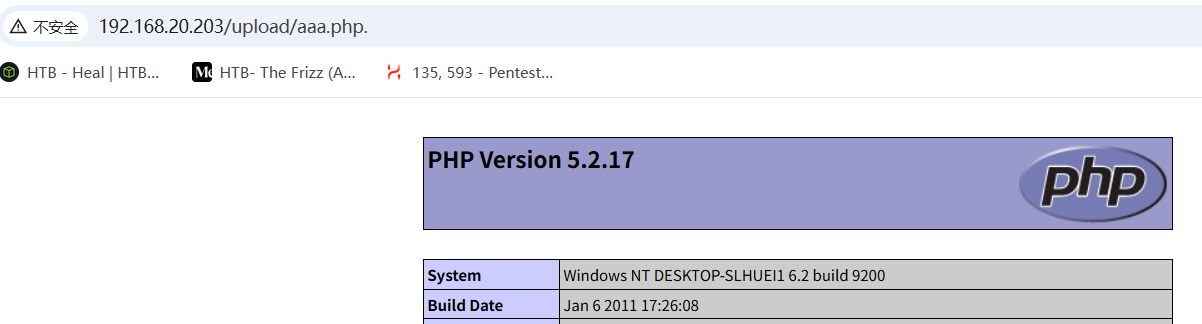 不安全 192.168.20.203/upload/aaa.php.
HTB - Heal | HTB... HTB- The Frizz (A... 135, 593 - Pentest...
PHP Version 5.2.17 php
System Windows NT DESKTOP-SLHUEI1 6.2 build 9200
Build Date Jan 6 2011 17:26:08